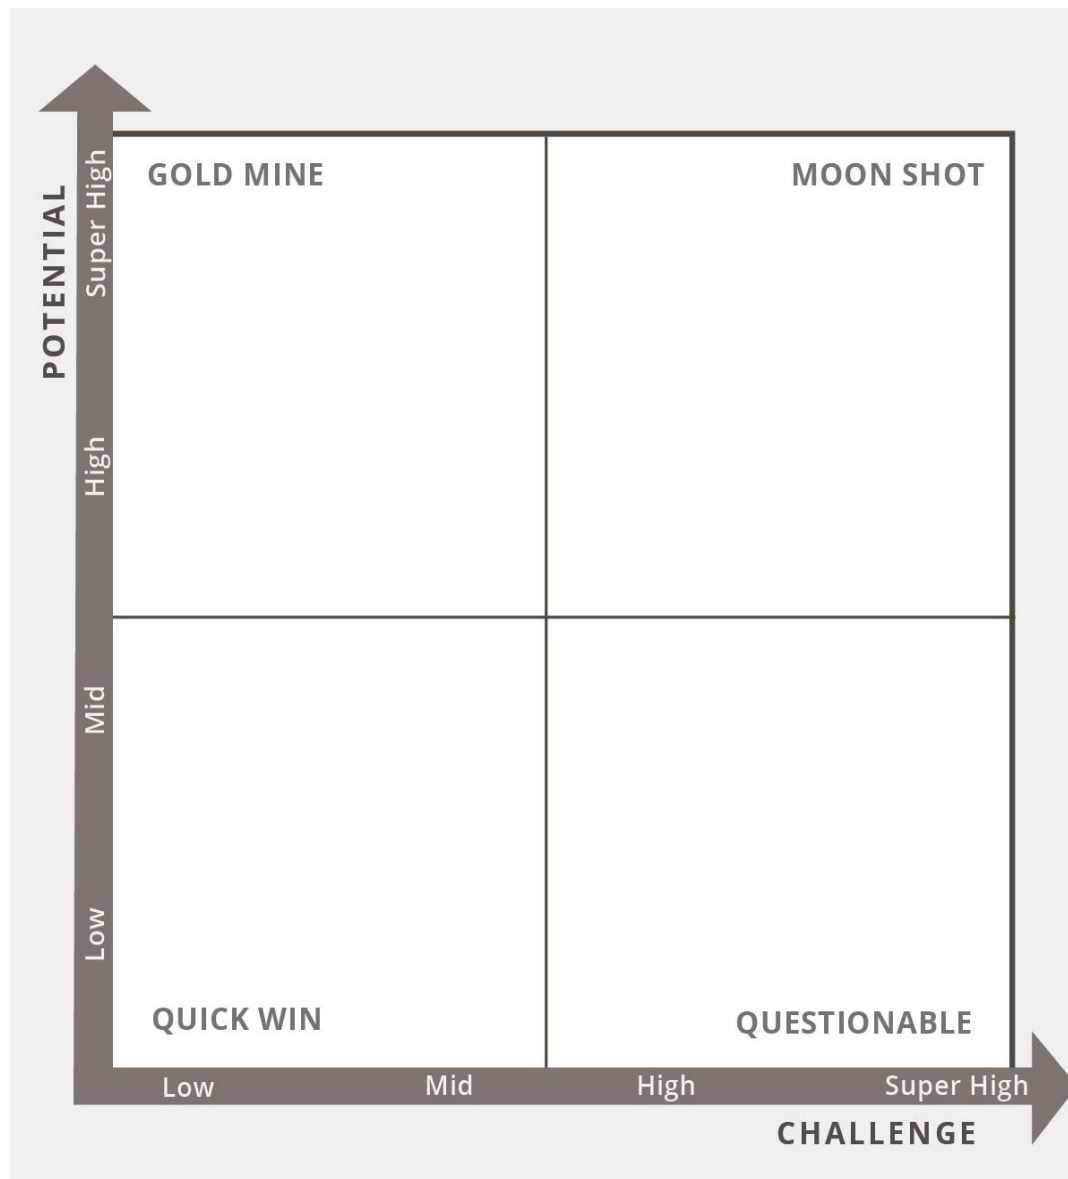 GOLD MINE
MOON SHOT
POTENTIAL
Super High
High
Mid
Low
QUICK WIN
QUESTIONABLE
Low
Mid
High
Super High
CHALLENGE